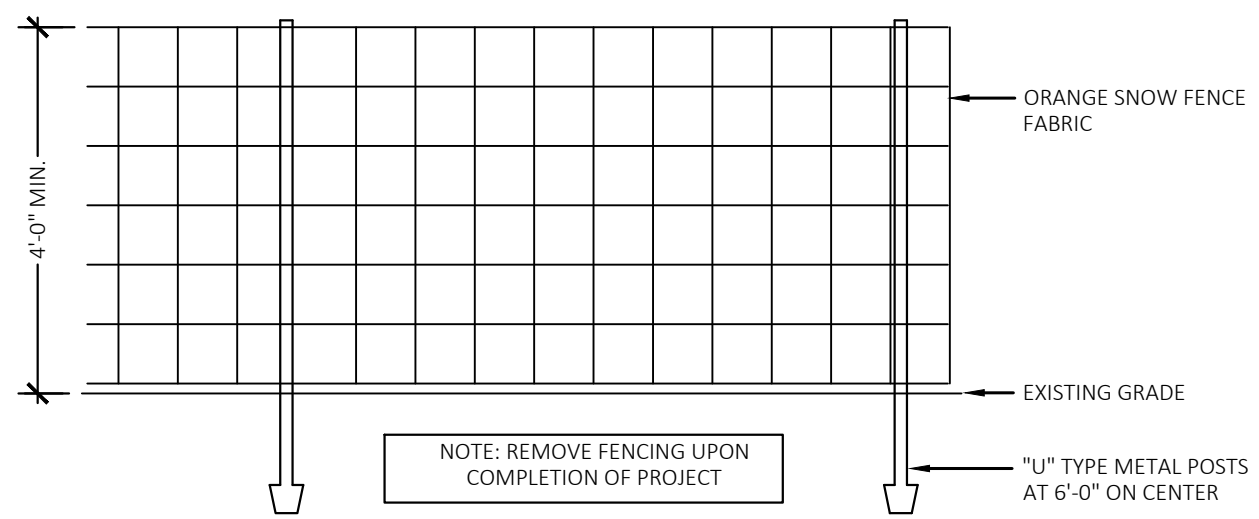 ORANGE SNOW FENCE
FABRIC
4'-0" MIN.
EXISTING GRADE
NOTE: REMOVE FENCING UPON
COMPLETION OF PROJECT
"U" TYPE METAL POSTS
AT 6'-0" ON CENTER